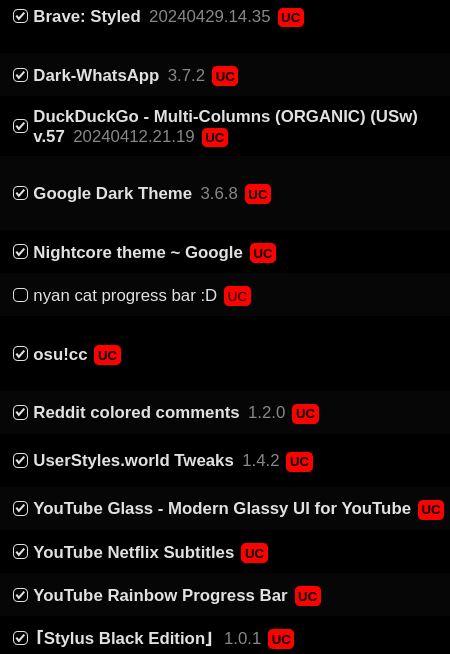 Brave: Styled 20240429.14.35 UC
Dark-WhatsApp 3.7.2 UC
DuckDuckGo - Multi-Columns (ORGANIC) (USw)
v.57 20240412.21.19 UC
Google Dark Theme 3.6.8 UC
Nightcore theme ~ Google UC
nyan cat progress bar :D UC
osu!cc UC
Reddit colored comments 1.2.0 UC
UserStyles.world Tweaks 1.4.2 UC
YouTube Glass - Modern Glassy UI for YouTube UC
YouTube Netflix Subtitles UC
YouTube Rainbow Progress Bar UC
「Stylus Black Edition」 1.0.1 UC